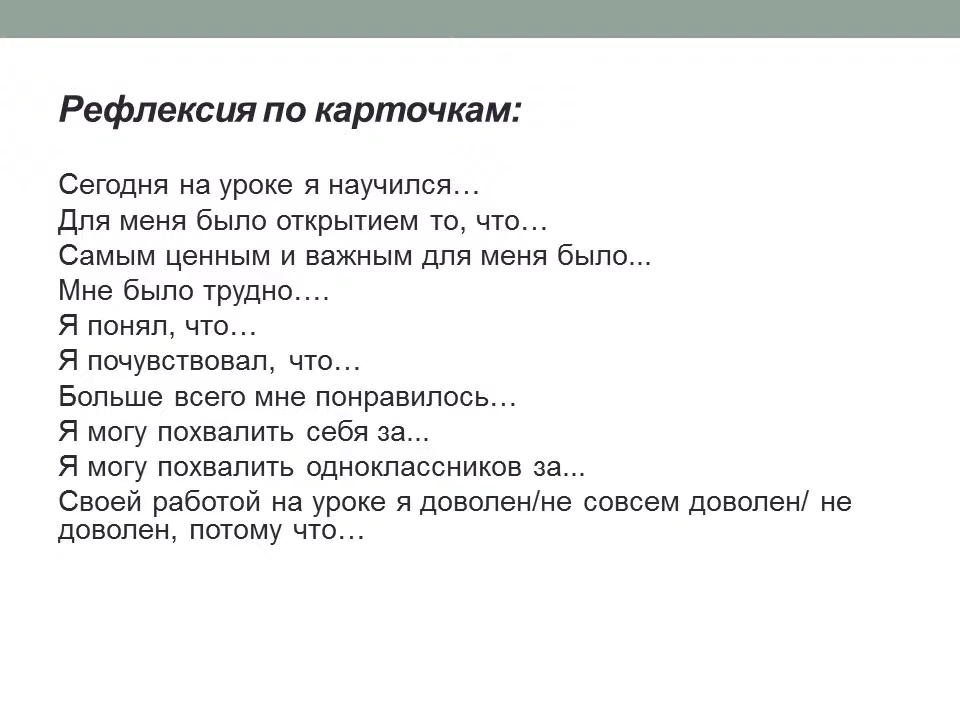 Рефлексия по карточкам:
Сегодня на уроке я научился…
Для меня было открытием то, что…
Самым ценным и важным для меня было...
Мне было трудно….
Я понял, что…
Я почувствовал, что…
Больше всего мне понравилось…
Я могу похвалить себя за...
Я могу похвалить одноклассников за...
Своей работой на уроке я доволен/не совсем доволен/ не
доволен, потому что…